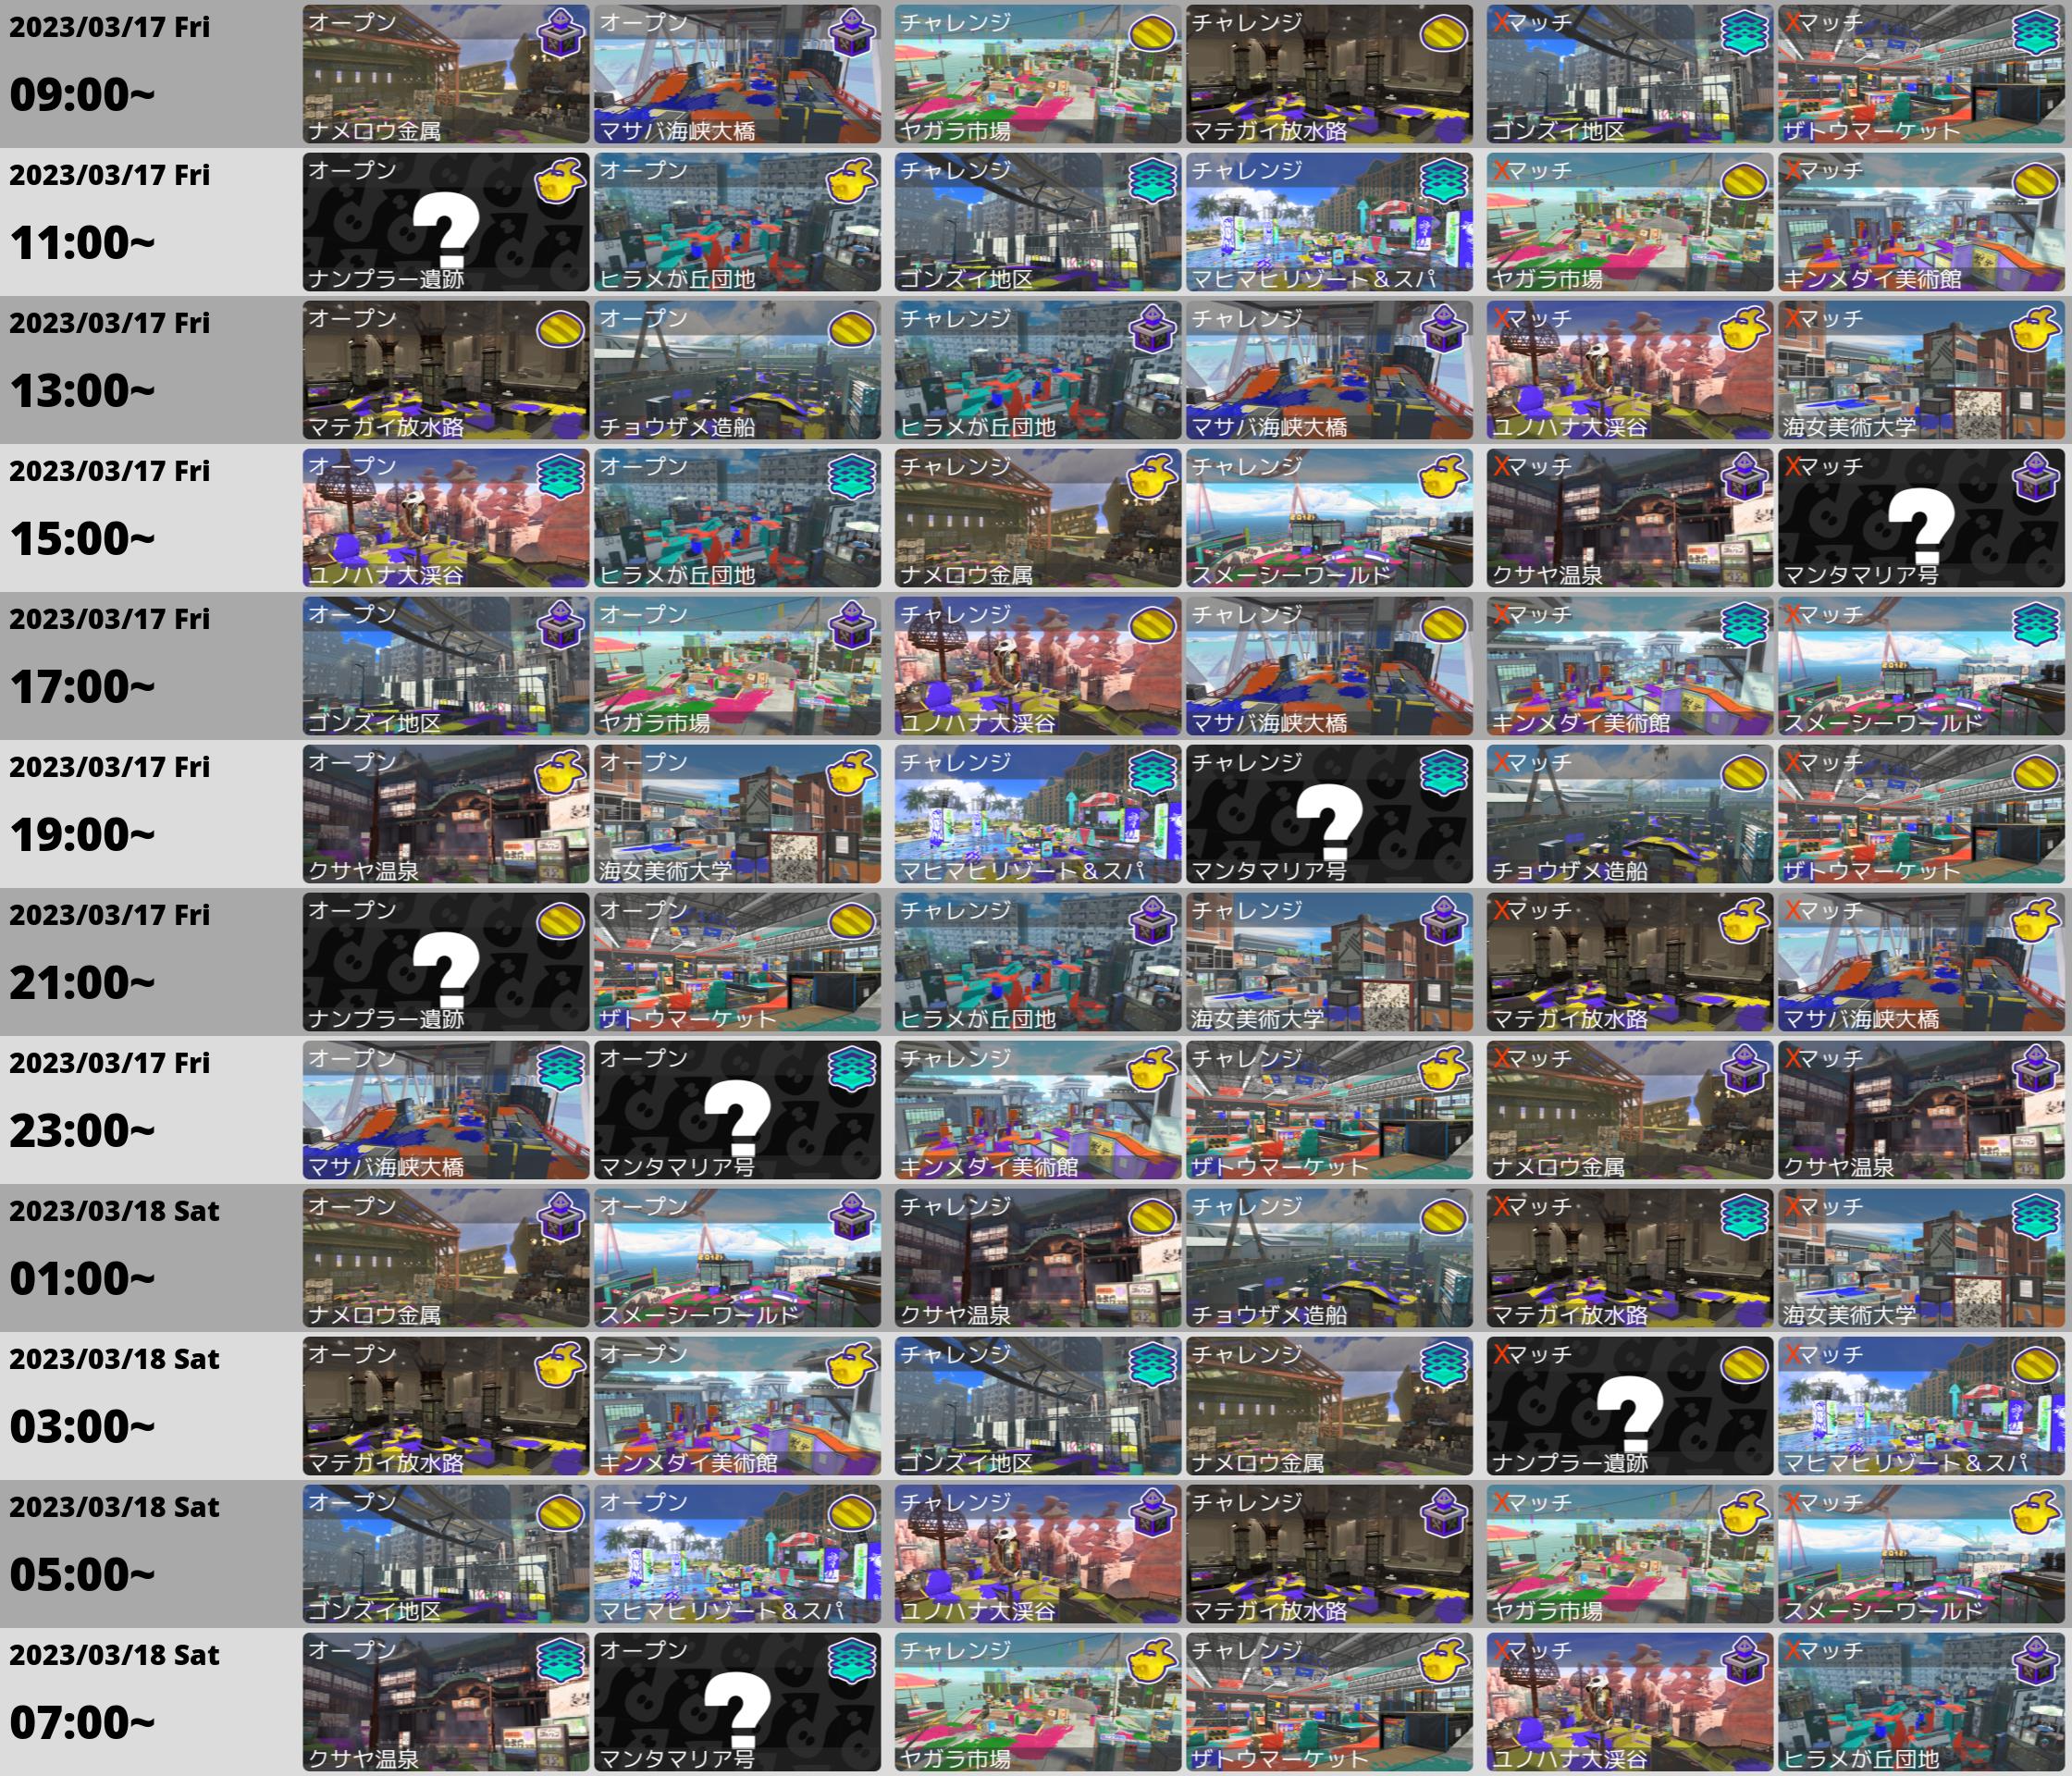 2023/03/17 Fri
09:00~
オープン オープン チャレンジ チャレンジ Xマッチ Xマッチ
ナメロウ金属 マサバ海峡大橋 ヤガラ市場 マテガイ放水路 ゴンズイ地区 ザトウマーケット
2023/03/17 Fri
11:00~
オープン オープン チャレンジ チャレンジ Xマッチ Xマッチ
?
ナンプラー遺跡 ヒラメが丘団地 ゴンズイ地区 マヒマヒリゾート&スパ ヤガラ市場 キンメダイ美術館
2023/03/17 Fri
13:00~
オープン オープン チャレンジ チャレンジ Xマッチ Xマッチ
マテガイ放水路 チョウザメ造船 ヒラメが丘団地 マサバ海峡大橋 ユノハナ大渓谷 海女美術大学
2023/03/17 Fri
15:00~
オープン オープン チャレンジ チャレンジ Xマッチ Xマッチ
?
ユノハナ大渓谷 ヒラメが丘団地 ナメロウ金属 スメーシーワールド クサヤ温泉 マンタマリア号
2023/03/17 Fri
17:00~
オープン オープン チャレンジ チャレンジ Xマッチ Xマッチ
ゴンズイ地区 ヤガラ市場 ユノハナ大渓谷 マサバ海峡大橋 キンメダイ美術館 スメーシーワールド
2023/03/17 Fri
19:00~
オープン オープン チャレンジ チャレンジ Xマッチ Xマッチ
?
クサヤ温泉 海女美術大学 マヒマヒリゾート&スパ マンタマリア号 チョウザメ造船 ザトウマーケット
2023/03/17 Fri
21:00~
オープン オープン チャレンジ チャレンジ Xマッチ Xマッチ
?
ナンプラー遺跡 ザトウマーケット ヒラメが丘団地 海女美術大学 マテガイ放水路 マサバ海峡大橋
2023/03/17 Fri
23:00~
オープン オープン チャレンジ チャレンジ Xマッチ Xマッチ
?
マサバ海峡大橋 マンタマリア号 キンメダイ美術館 ザトウマーケット ナメロウ金属 クサヤ温泉
2023/03/18 Sat
01:00~
オープン オープン チャレンジ チャレンジ Xマッチ Xマッチ
ナメロウ金属 スメーシーワールド クサヤ温泉 チョウザメ造船 マテガイ放水路 海女美術大学
2023/03/18 Sat
03:00~
オープン オープン チャレンジ チャレンジ Xマッチ Xマッチ
?
マテガイ放水路 キンメダイ美術館 ゴンズイ地区 ナメロウ金属 ナンプラー遺跡 マヒマヒリゾート&スパ
2023/03/18 Sat
05:00~
オープン オープン チャレンジ チャレンジ Xマッチ Xマッチ
ゴンズイ地区 マヒマヒリゾート&スパ ユノハナ大渓谷 マテガイ放水路 ヤガラ市場 スメーシーワールド
2023/03/18 Sat
07:00~
オープン オープン チャレンジ チャレンジ Xマッチ Xマッチ
?
クサヤ温泉 マンタマリア号 ヤガラ市場 ザトウマーケット ユノハナ大渓谷 ヒラメが丘団地